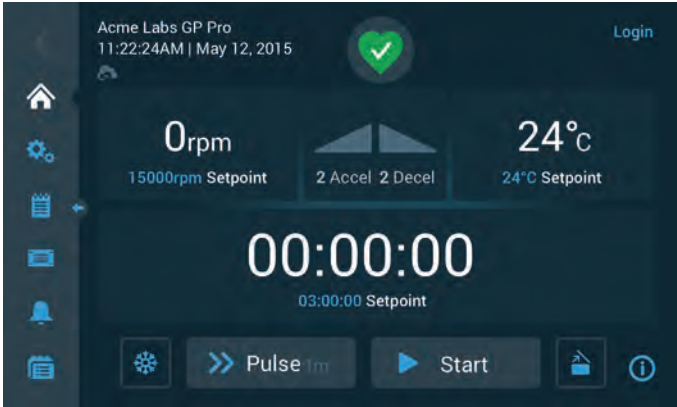 Acme Labs GP Pro
Login
11:22:24AM | May 12, 2015
0rpm
24°C
15000rpm Setpoint
2 Accel 2 Decel
24°C Setpoint
00:00:00
03:00:00 Setpoint
Pulse 1m
Start